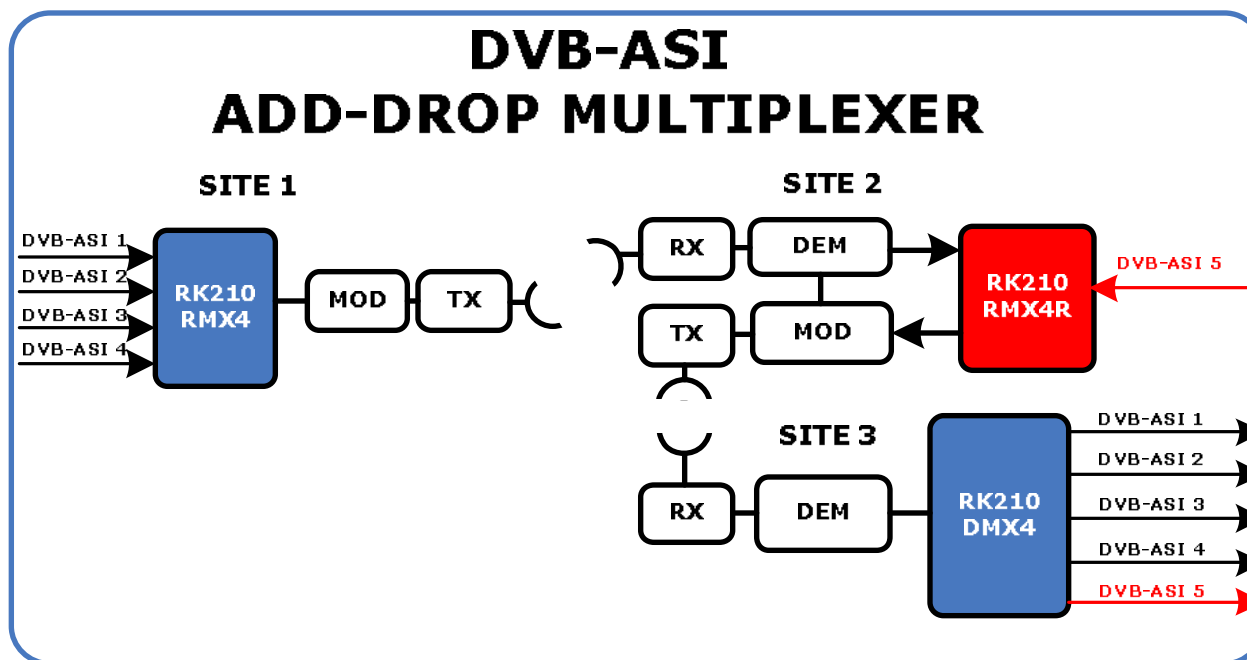 DVB-ASI
ADD-DROP MULTIPLEXER
SITE 1
DVB-ASI 1
DVB-ASI 2
DVB-ASI 3
DVB-ASI 4
RK210
RMX4
MOD
TX
SITE 2
RX
DEM
RK210
RMX4R
DVB-ASI 5
TX
MOD
SITE 3
RX
DEM
RK210
DMX4
DVB-ASI 1
DVB-ASI 2
DVB-ASI 3
DVB-ASI 4
DVB-ASI 5